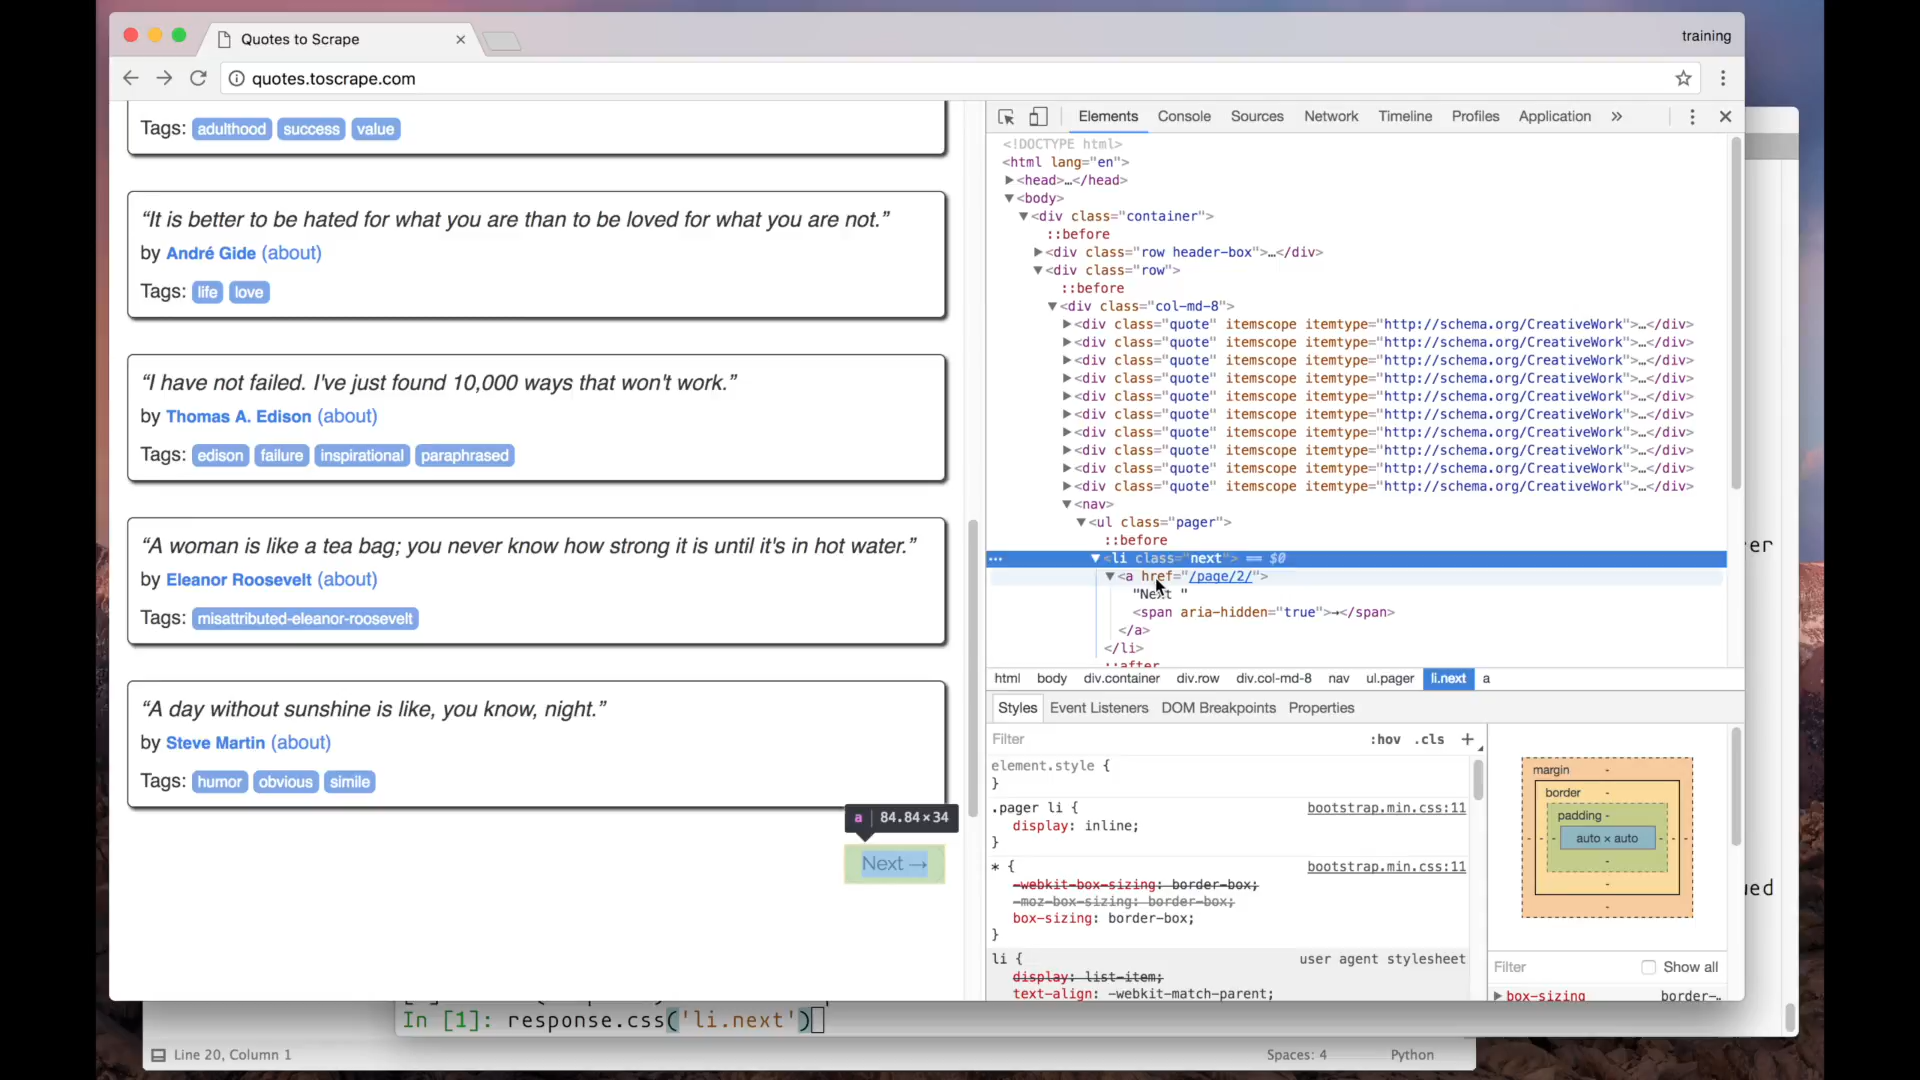 Quotes to Scrape
training
quotes.toscrape.com
Tags: adulthood success value
“It is better to be hated for what you are than to be loved for what you are not.”
by André Gide (about)
Tags: life love
“I have not failed. I've just found 10,000 ways that won't work.”
by Thomas A. Edison (about)
Tags: edison failure inspirational paraphrased
“A woman is like a tea bag; you never know how strong it is until it's in hot water.”
by Eleanor Roosevelt (about)
Tags: misattributed-eleanor-roosevelt
“A day without sunshine is like, you know, night.”
by Steve Martin (about)
Tags: humor obvious simile
a 84.84×34
Next →
Elements Console Sources Network Timeline Profiles Application »
<!DOCTYPE html>
<html lang="en">
<head>…</head>
<body>
<div class="container">
::before
<div class="row header-box">…</div>
<div class="row">
::before
<div class="col-md-8">
<div class="quote" itemscope itemtype="http://schema.org/CreativeWork">…</div>
<div class="quote" itemscope itemtype="http://schema.org/CreativeWork">…</div>
<div class="quote" itemscope itemtype="http://schema.org/CreativeWork">…</div>
<div class="quote" itemscope itemtype="http://schema.org/CreativeWork">…</div>
<div class="quote" itemscope itemtype="http://schema.org/CreativeWork">…</div>
<div class="quote" itemscope itemtype="http://schema.org/CreativeWork">…</div>
<div class="quote" itemscope itemtype="http://schema.org/CreativeWork">…</div>
<div class="quote" itemscope itemtype="http://schema.org/CreativeWork">…</div>
<div class="quote" itemscope itemtype="http://schema.org/CreativeWork">…</div>
<div class="quote" itemscope itemtype="http://schema.org/CreativeWork">…</div>
<nav>
<ul class="pager">
::before
<li class="next"> == $0
<a href="/page/2/">
"Next "
<span aria-hidden="true">→</span>
</a>
</li>
::after
html body div.container div.row div.col-md-8 nav ul.pager li.next a
Styles Event Listeners DOM Breakpoints Properties
Filter :hov .cls +
element.style {
}
.pager li { bootstrap.min.css:11
display: inline;
}
* { bootstrap.min.css:11
-webkit-box-sizing: border-box;
-moz-box-sizing: border-box;
box-sizing: border-box;
}
li { user agent stylesheet
display: list-item;
text-align: -webkit-match-parent;
margin -
border -
padding -
auto × auto
Filter Show all
box-sizing border-…
er
ued
In [1]: response.css('li.next')
Line 20, Column 1 Spaces: 4 Python